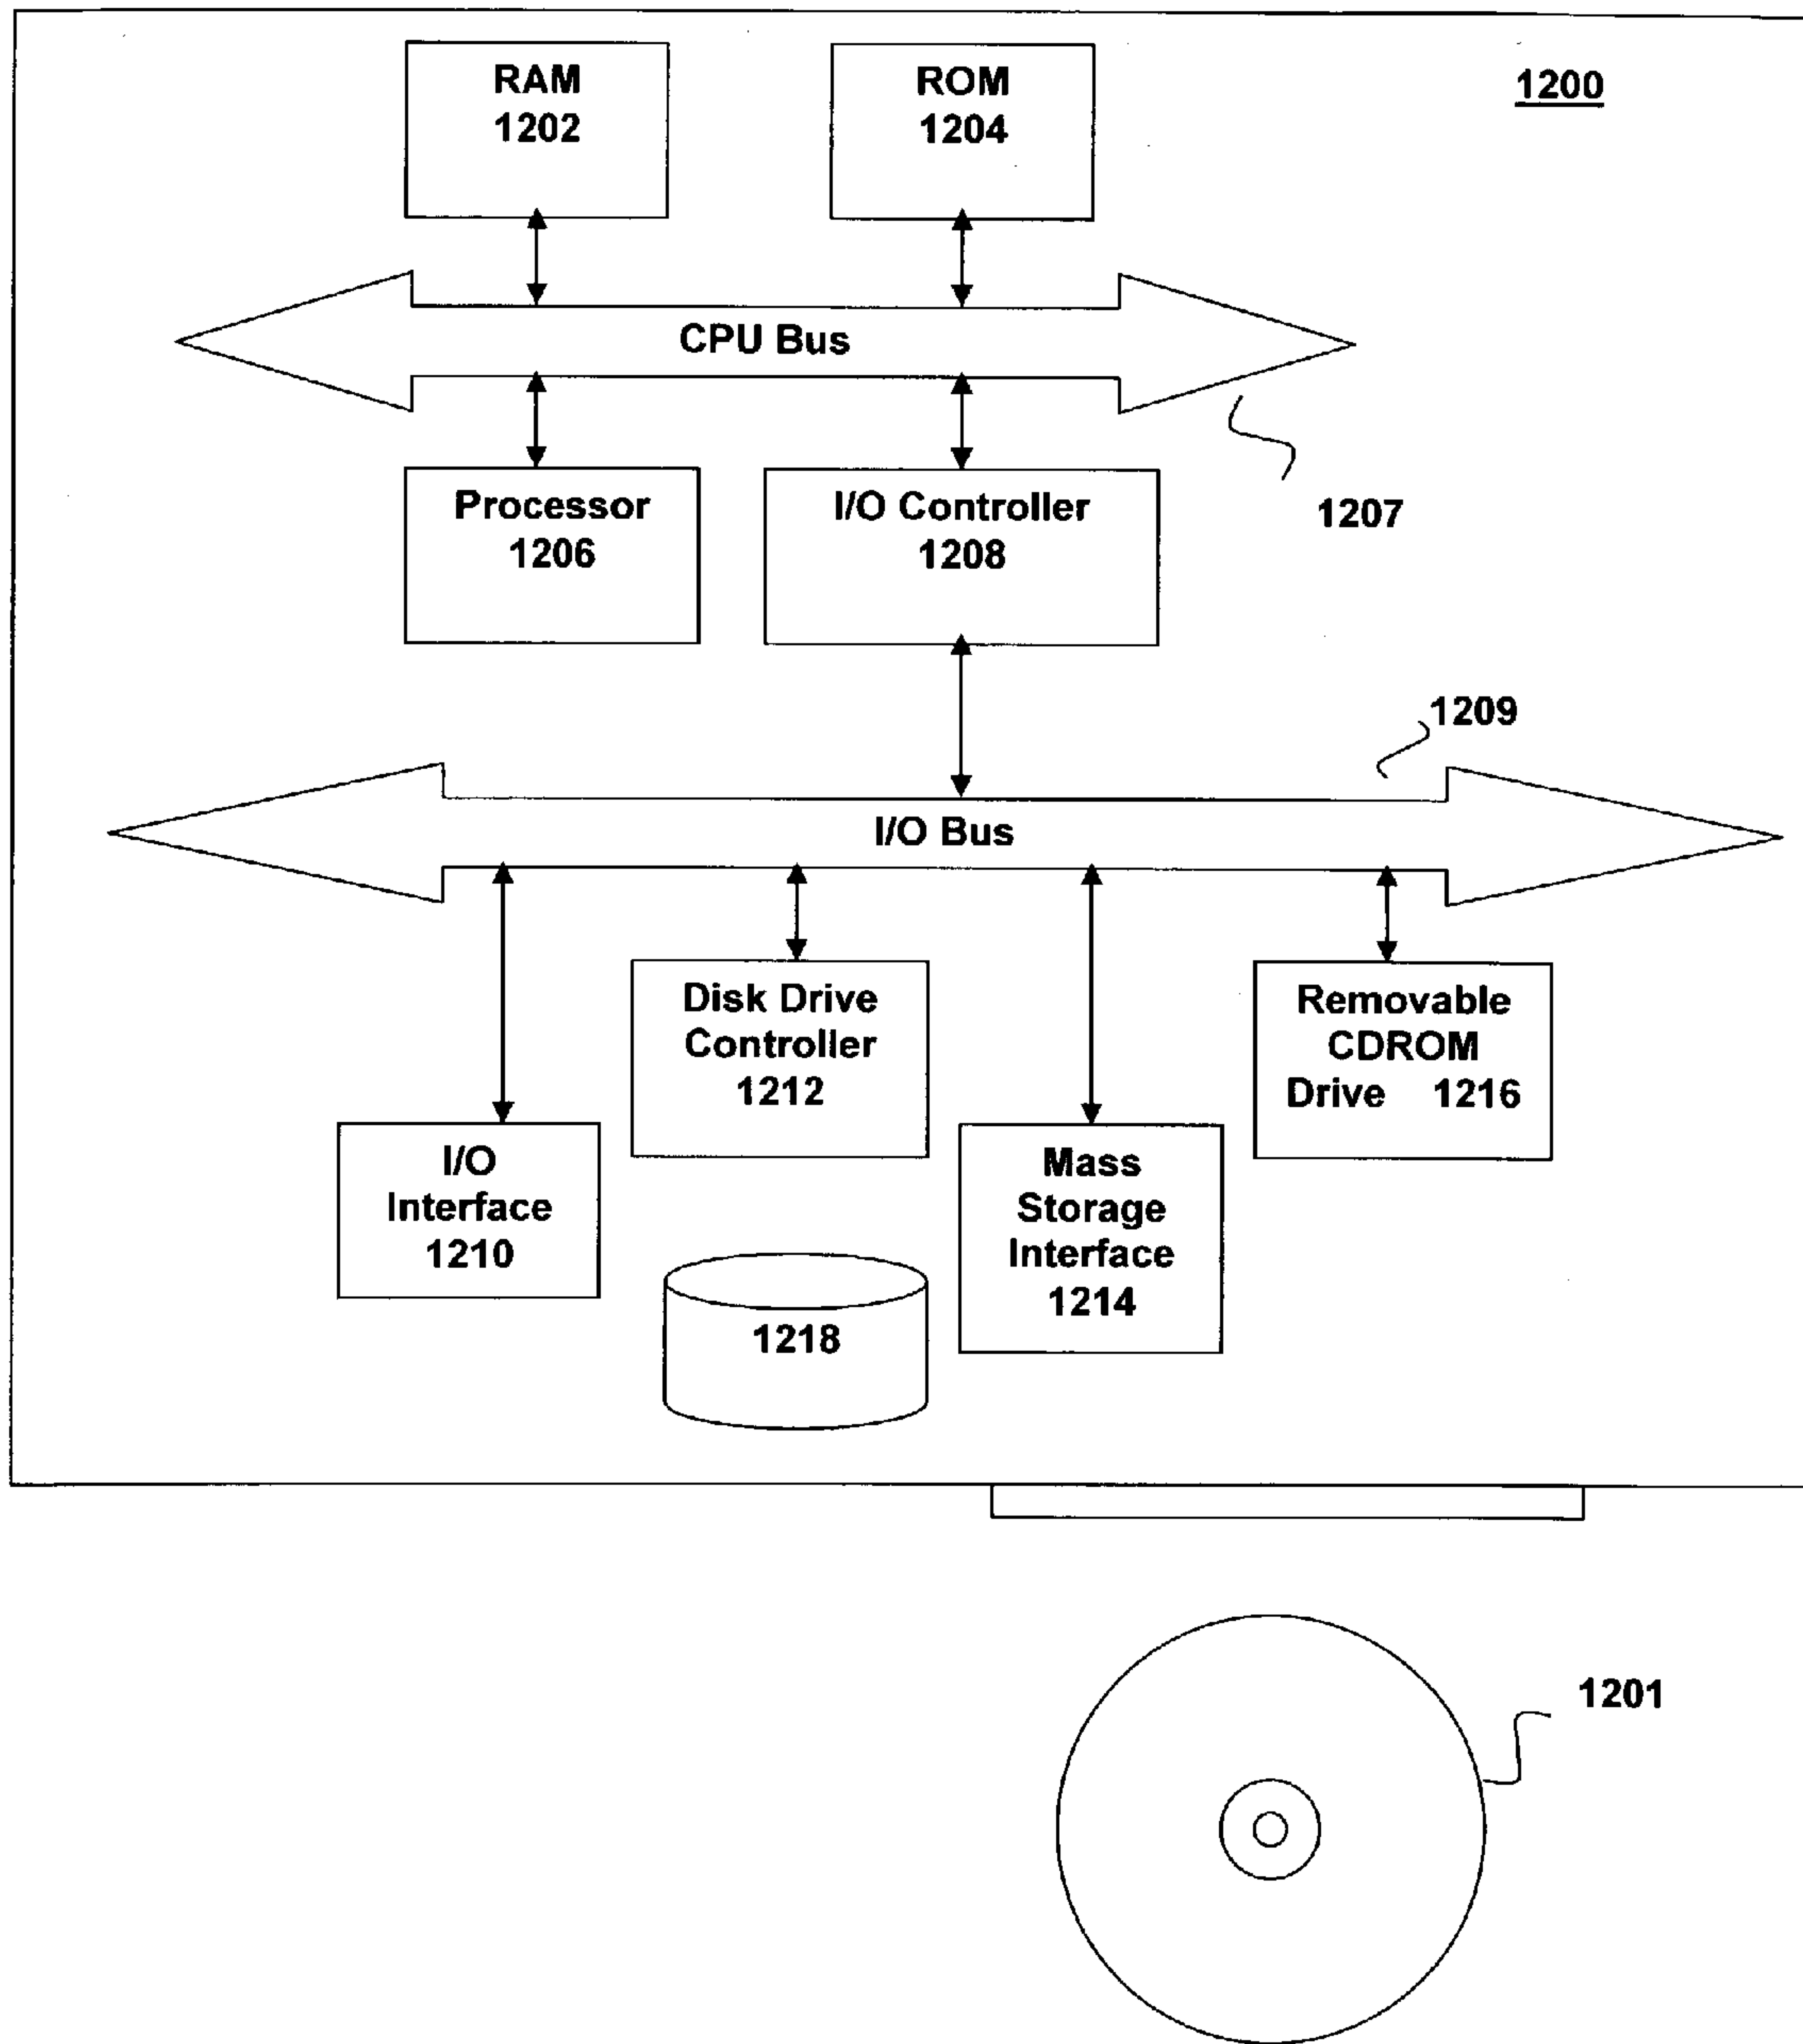 RAM
1202
ROM
1204
1200
CPU Bus
Processor
1206
I/O Controller
1208
1207
1209
I/O Bus
Disk Drive
Controller
1212
Removable
CDROM
Drive 1216
I/O
Interface
1210
Mass
Storage
Interface
1214
1218
1201